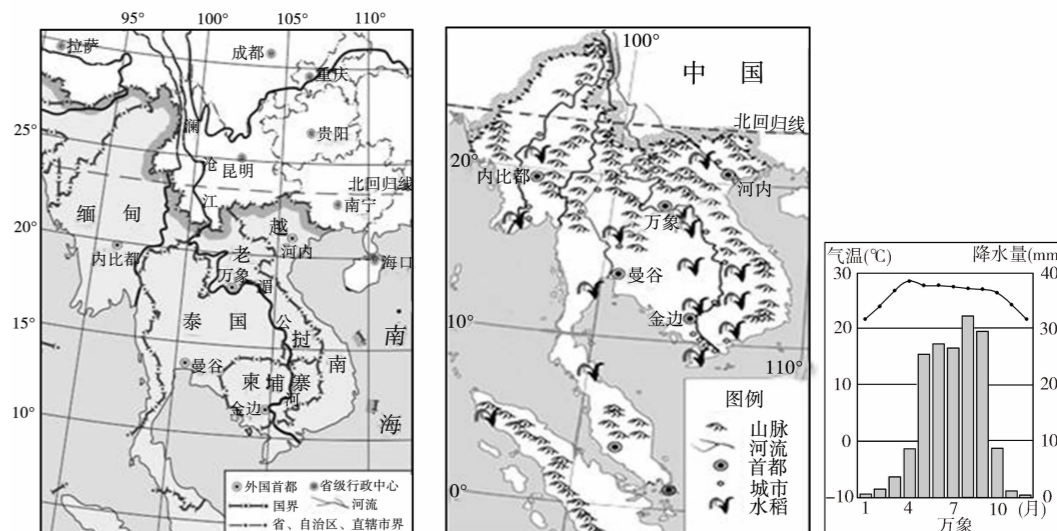 95° 100° 105° 110°
拉萨
成都
重庆
25°
澜
贵阳
沧
昆明
北回归线
江
南宁
20°
缅甸
越
老
河内
海口
内比都
万象
湄
15°
泰国
公
挝
南
南
曼谷
柬埔寨
河
10°
金边
海
外国首都
省级行政中心
国界
河流
省、自治区、直辖市界
100°
中国
北回归线
20°
内比都
河内
万象
曼谷
10°
金边
110°
图例
山脉
河流
首都
城市
水稻
0°
气温(℃) 降水量(mm
30 40
20 30
10 20
0 10
-10 0
1 4 7 10 (月)
万象